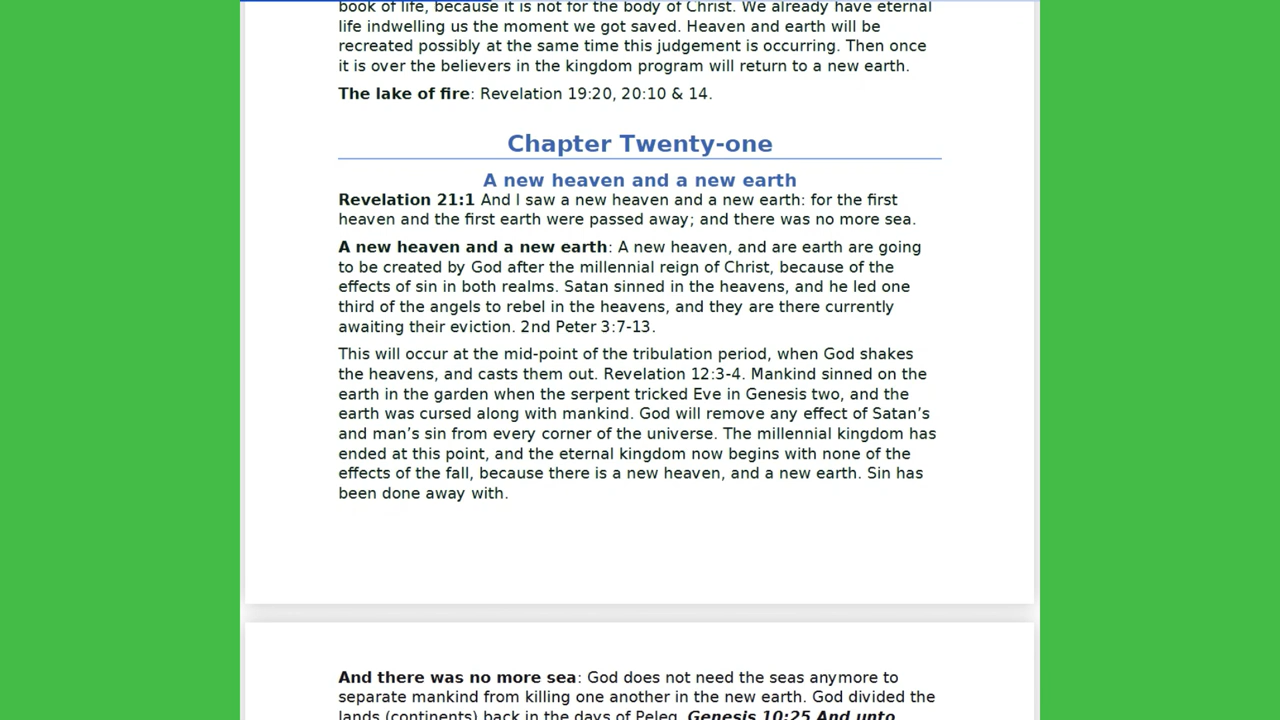 book of life, because it is not for the body of Christ. We already have eternal
life indwelling us the moment we got saved. Heaven and earth will be
recreated possibly at the same time this judgement is occurring. Then once
it is over the believers in the kingdom program will return to a new earth.
The lake of fire: Revelation 19:20, 20:10 & 14.
Chapter Twenty-one
A new heaven and a new earth
Revelation 21:1 And I saw a new heaven and a new earth: for the first
heaven and the first earth were passed away; and there was no more sea.
A new heaven and a new earth: A new heaven, and are earth are going
to be created by God after the millennial reign of Christ, because of the
effects of sin in both realms. Satan sinned in the heavens, and he led one
third of the angels to rebel in the heavens, and they are there currently
awaiting their eviction. 2nd Peter 3:7-13.
This will occur at the mid-point of the tribulation period, when God shakes
the heavens, and casts them out. Revelation 12:3-4. Mankind sinned on the
earth in the garden when the serpent tricked Eve in Genesis two, and the
earth was cursed along with mankind. God will remove any effect of Satan’s
and man’s sin from every corner of the universe. The millennial kingdom has
ended at this point, and the eternal kingdom now begins with none of the
effects of the fall, because there is a new heaven, and a new earth. Sin has
been done away with.
And there was no more sea: God does not need the seas anymore to
separate mankind from killing one another in the new earth. God divided the
lands (continents) back in the days of Peleg. Genesis 10:25 And unto